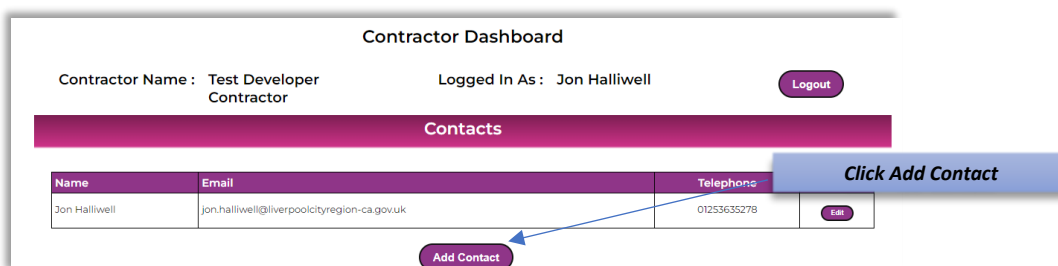 Contractor Dashboard
Contractor Name : Test Developer Contractor
Logged In As : Jon Halliwell
Logout
Contacts
Name Email Telephone
Click Add Contact
Jon Halliwell jon.halliwell@liverpoolcityregion-ca.gov.uk 01253635278 Edit
Add Contact